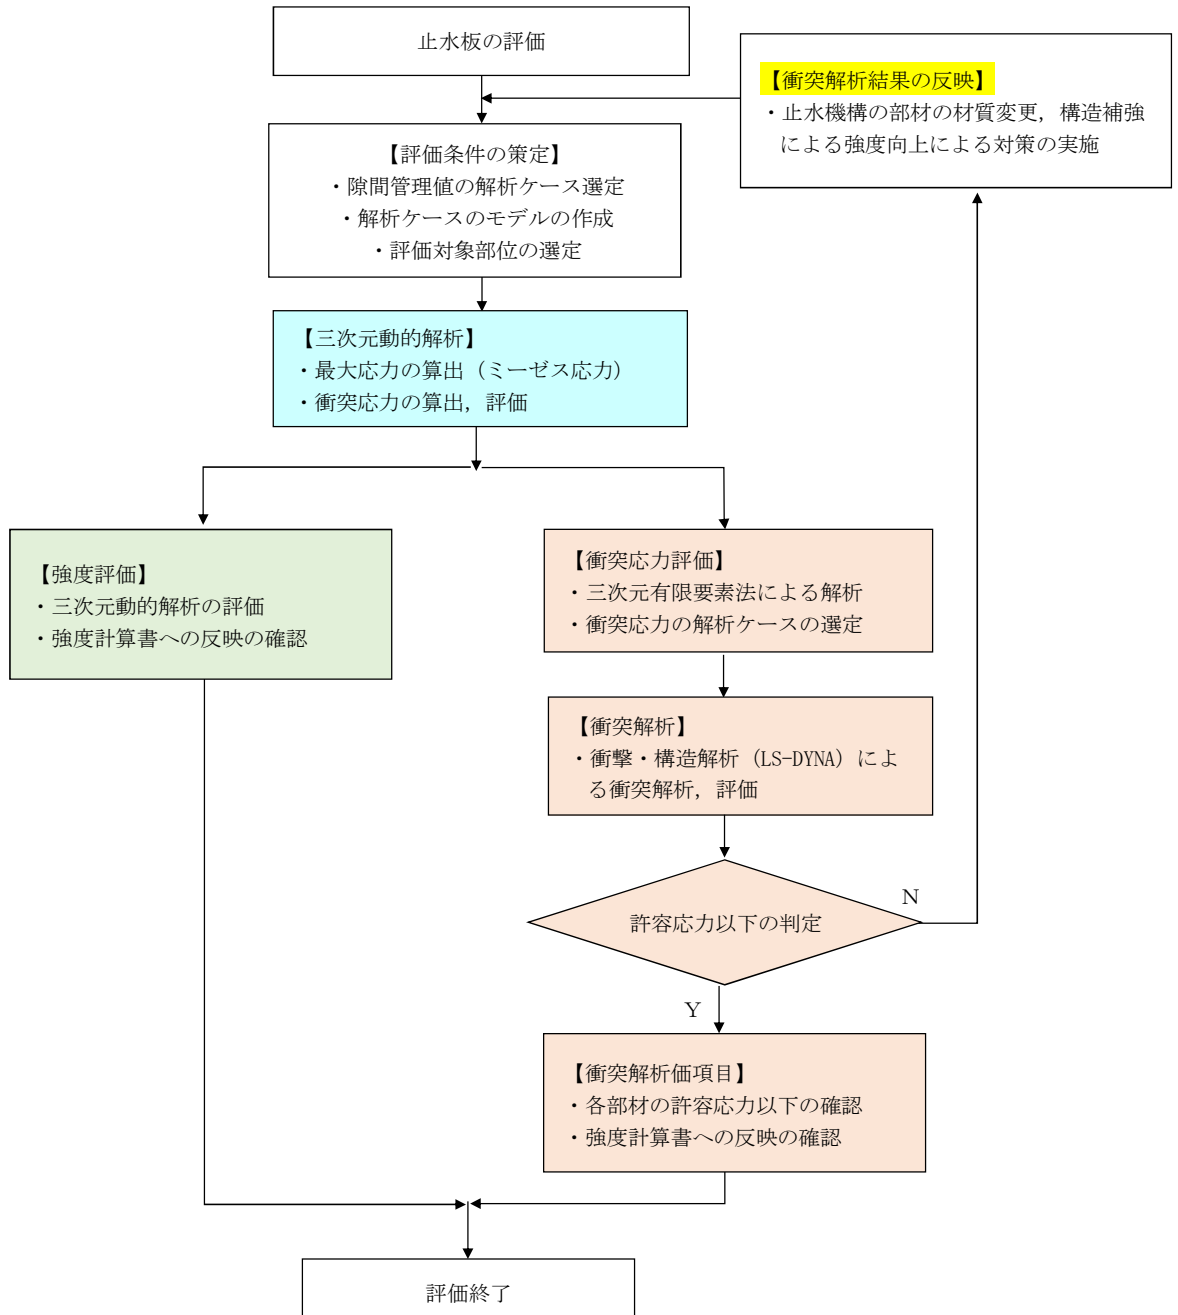 止水板の評価
【衝突解析結果の反映】
・止水機構の部材の材質変更，構造補強
による強度向上による対策の実施
【評価条件の策定】
・隙間管理値の解析ケース選定
・解析ケースのモデルの作成
・評価対象部位の選定
【三次元動的解析】
・最大応力の算出（ミーゼス応力）
・衝突応力の算出，評価
【強度評価】
・三次元動的解析の評価
・強度計算書への反映の確認
【衝突応力評価】
・三次元有限要素法による解析
・衝突応力の解析ケースの選定
【衝突解析】
・衝撃・構造解析（LS-DYNA）によ
る衝突解析，評価
許容応力以下の判定
N
Y
【衝突解析価項目】
・各部材の許容応力以下の確認
・強度計算書への反映の確認
評価終了